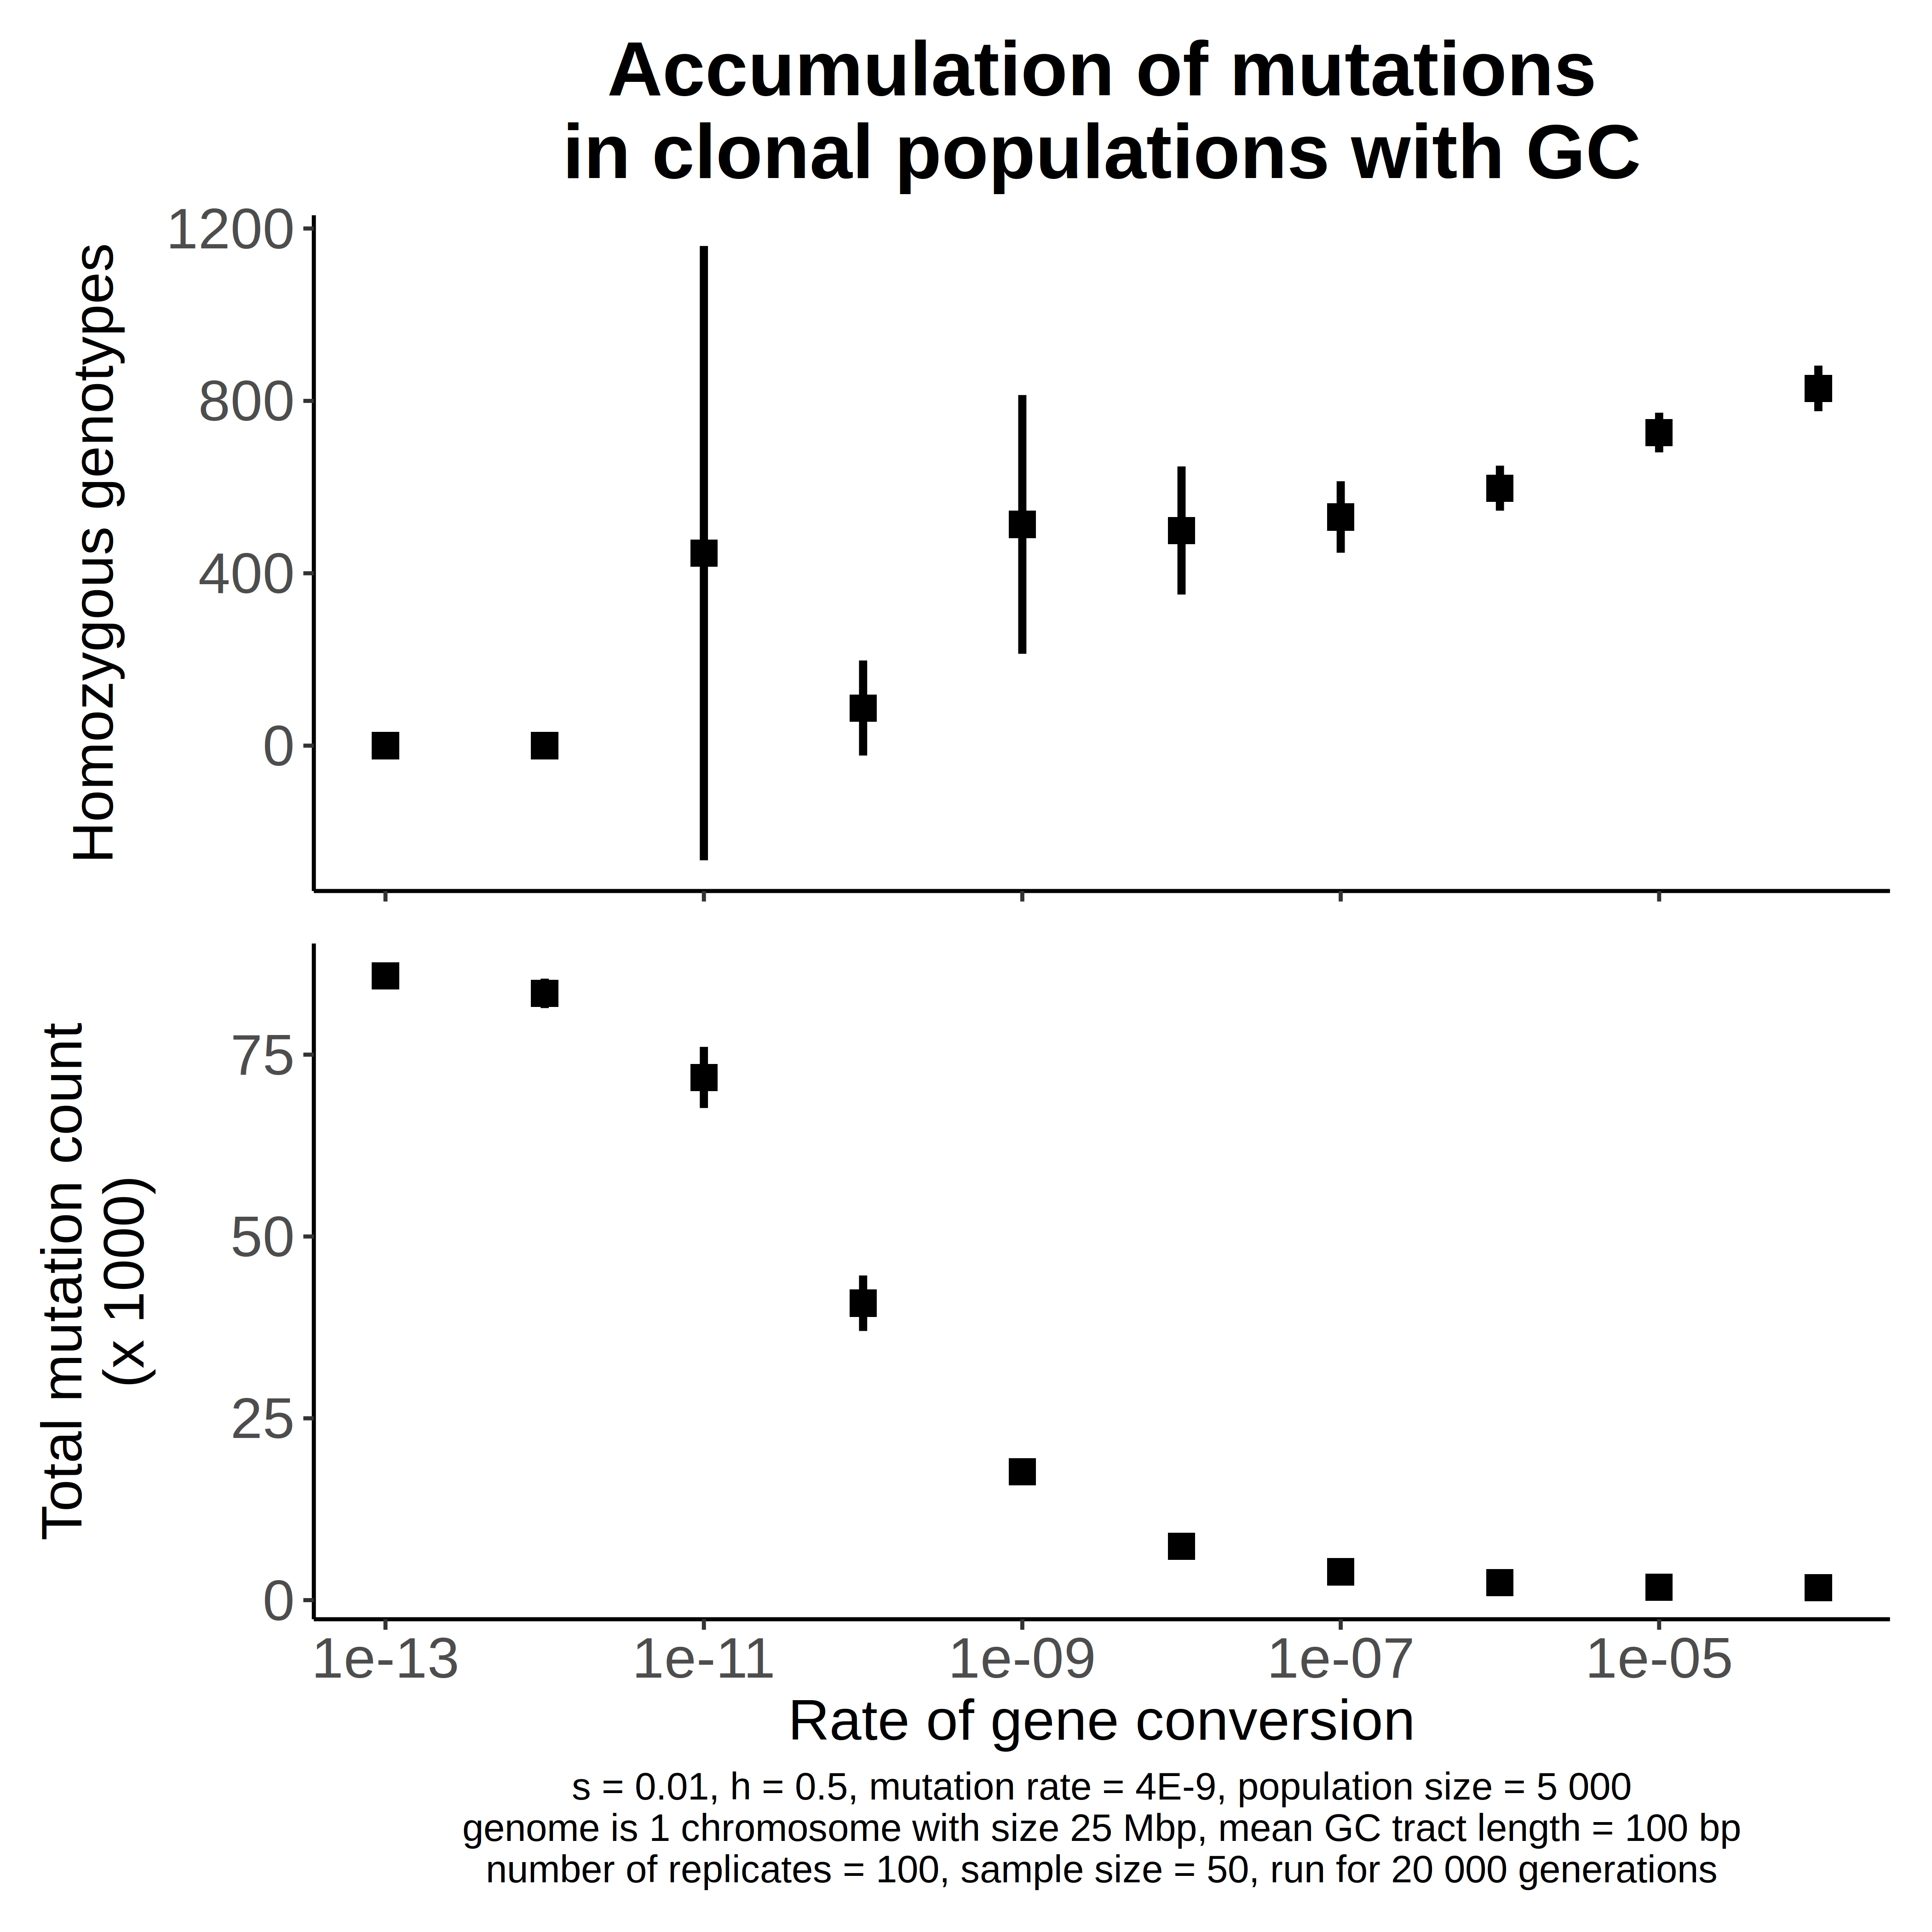 Accumulation of mutations
in clonal populations with GC
Homozygous genotypes
1200
800
400
0
Total mutation count
(x 1000)
75
50
25
0
1e-13 1e-11 1e-09 1e-07 1e-05
Rate of gene conversion
s = 0.01, h = 0.5, mutation rate = 4E-9, population size = 5 000
genome is 1 chromosome with size 25 Mbp, mean GC tract length = 100 bp
number of replicates = 100, sample size = 50, run for 20 000 generations